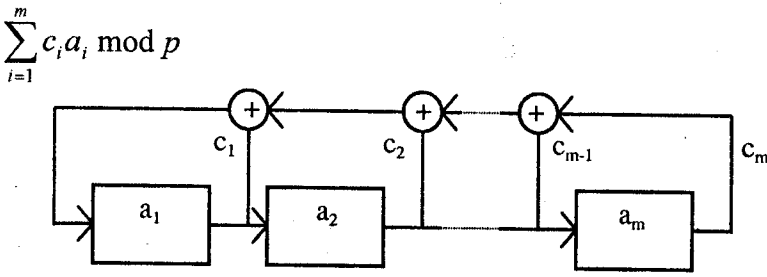 m
∑ c_i a_i mod p
i=1
+ + +
c_1 c_2 c_{m-1} c_m
a_1 a_2 a_m